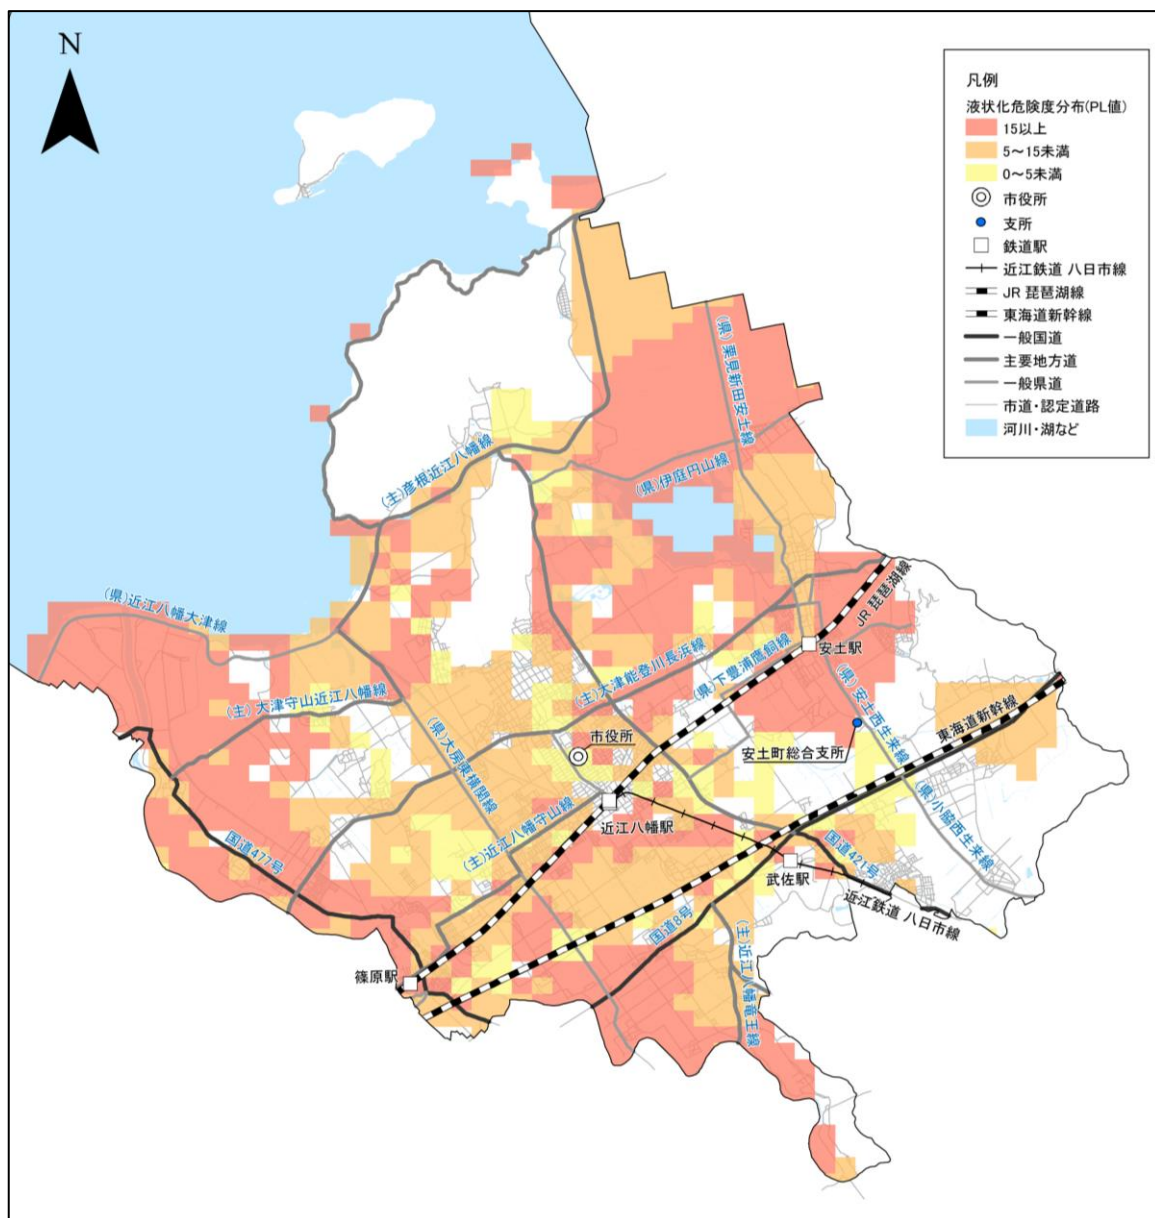 N
凡例
液状化危険度分布(PL値)
15以上
5～15未満
0～5未満
市役所
支所
鉄道駅
近江鉄道 八日市線
JR 琵琶湖線
東海道新幹線
一般国道
主要地方道
一般県道
市道・認定道路
河川・湖など
(県)栗見新田安土線
(主)彦根近江八幡線
(県)伊庭円山線
JR 琵琶湖線
(県)近江八幡大津線
安土駅
(主)大津能登川長浜線
(県)下豊浦鷹飼線
(主)大津守山近江八幡線
(県)安土西生来線
東海道新幹線
(県)大房東横関線
市役所
安土町総合支所
(県)小脇西生来線
近江八幡駅
(主)近江八幡守山線
国道477号
国道421号
武佐駅
近江鉄道 八日市線
国道8号
(主)近江八幡竜王線
篠原駅